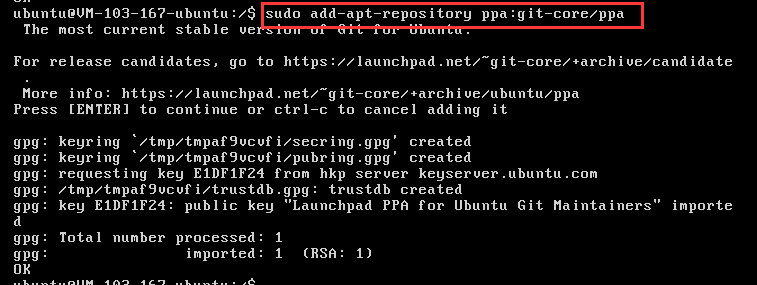 ubuntu@VM-103-167-ubuntu:/$ sudo add-apt-repository ppa:git-core/ppa
The most current stable version of Git for Ubuntu.
For release candidates, go to https://launchpad.net/~git-core/+archive/candidate
.
More info: https://launchpad.net/~git-core/+archive/ubuntu/ppa
Press [ENTER] to continue or ctrl-c to cancel adding it
gpg: keyring `/tmp/tmpaf9vcvfi/secring.gpg' created
gpg: keyring `/tmp/tmpaf9vcvfi/pubring.gpg' created
gpg: requesting key E1DF1F24 from hkp server keyserver.ubuntu.com
gpg: /tmp/tmpaf9vcvfi/trustdb.gpg: trustdb created
gpg: key E1DF1F24: public key "Launchpad PPA for Ubuntu Git Maintainers" importe
d
gpg: Total number processed: 1
gpg:               imported: 1  (RSA: 1)
OK
ubuntu@VM-103-167-ubuntu:/$